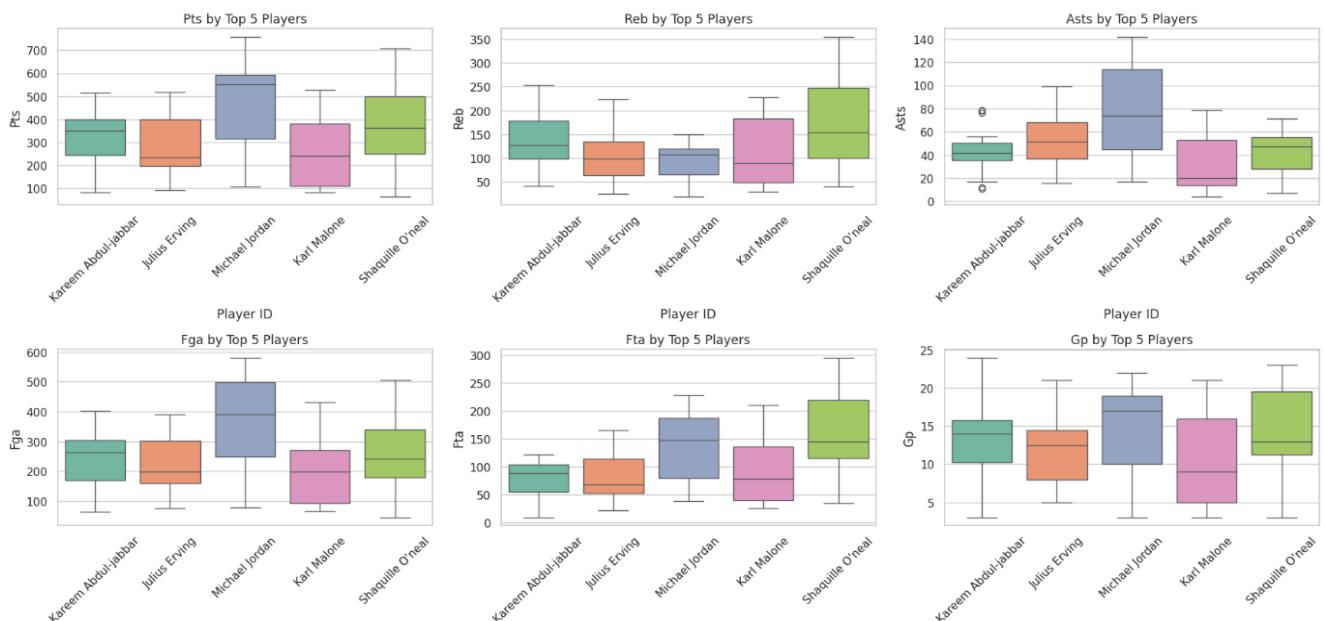 Pts by Top 5 Players
Pts
700
600
500
400
300
200
100
Kareem Abdul-jabbar
Julius Erving
Michael Jordan
Karl Malone
Shaquille O'neal
Player ID
Reb by Top 5 Players
Reb
350
300
250
200
150
100
50
Kareem Abdul-jabbar
Julius Erving
Michael Jordan
Karl Malone
Shaquille O'neal
Player ID
Asts by Top 5 Players
Asts
140
120
100
80
60
40
20
0
Kareem Abdul-jabbar
Julius Erving
Michael Jordan
Karl Malone
Shaquille O'neal
Player ID
Fga by Top 5 Players
Fga
600
500
400
300
200
100
Kareem Abdul-jabbar
Julius Erving
Michael Jordan
Karl Malone
Shaquille O'neal
Fta by Top 5 Players
Fta
300
250
200
150
100
50
0
Kareem Abdul-jabbar
Julius Erving
Michael Jordan
Karl Malone
Shaquille O'neal
Gp by Top 5 Players
Gp
25
20
15
10
5
Kareem Abdul-jabbar
Julius Erving
Michael Jordan
Karl Malone
Shaquille O'neal